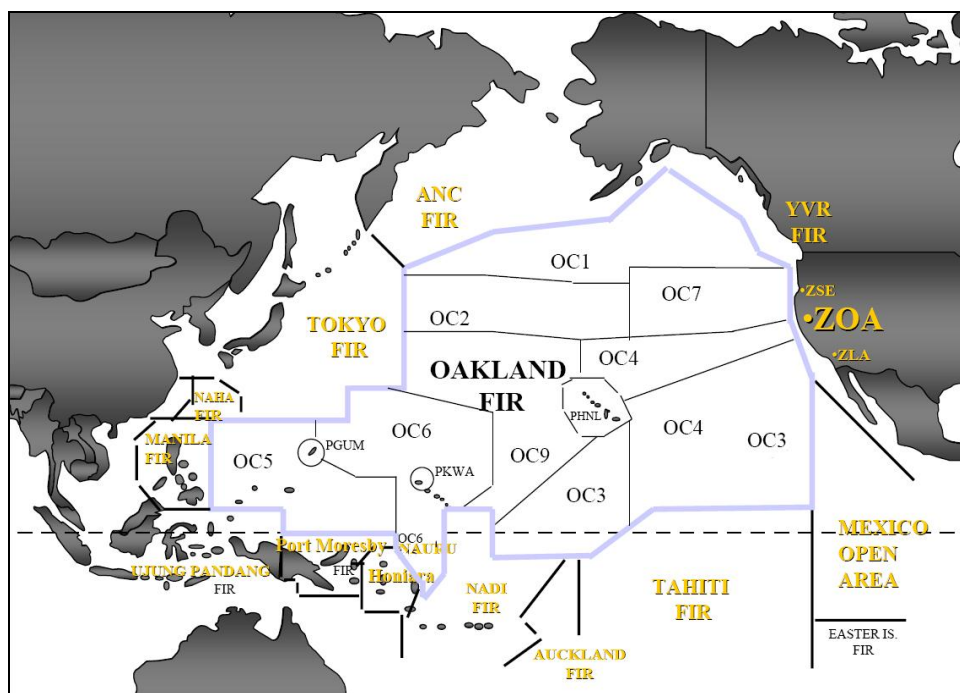 ANC
FIR
YVR
FIR
OC1
OC7
•ZSE
•ZOA
•ZLA
OC2
TOKYO
FIR
OAKLAND
FIR
OC4
NAHA
FIR
PHNL
MANILA
FIR
OC5
PGUM
OC6
PKWA
OC9
OC4
OC3
OC3
OC6
Port Moresby
FIR
NAURU
Honiara
UJUNG PANDANG
FIR
NADI
FIR
AUCKLAND
FIR
TAHITI
FIR
MEXICO
OPEN
AREA
EASTER IS.
FIR